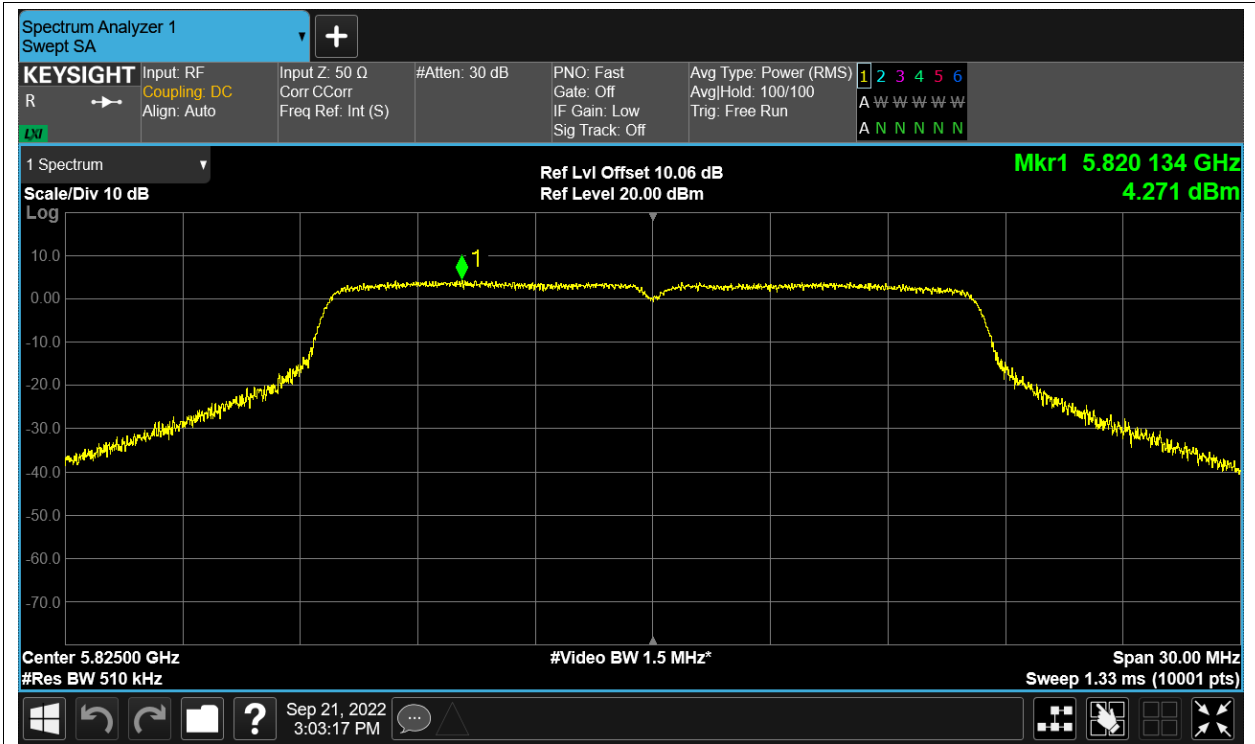 Spectrum Analyzer 1
Swept SA
KEYSIGHT
R
LXI
Input: RF
Coupling: DC
Align: Auto
Input Z: 50 Ω
Corr CCorr
Freq Ref: Int (S)
#Atten: 30 dB
PNO: Fast
Gate: Off
IF Gain: Low
Sig Track: Off
Avg Type: Power (RMS)
Avg|Hold: 100/100
Trig: Free Run
1 2 3 4 5 6
A W W W W W
A N N N N N
1 Spectrum
Scale/Div 10 dB
Log
Ref Lvl Offset 10.06 dB
Ref Level 20.00 dBm
Mkr1 5.820 134 GHz
4.271 dBm
1
10.0
0.00
-10.0
-20.0
-30.0
-40.0
-50.0
-60.0
-70.0
Center 5.82500 GHz
#Res BW 510 kHz
#Video BW 1.5 MHz*
Span 30.00 MHz
Sweep 1.33 ms (10001 pts)
?
Sep 21, 2022
3:03:17 PM